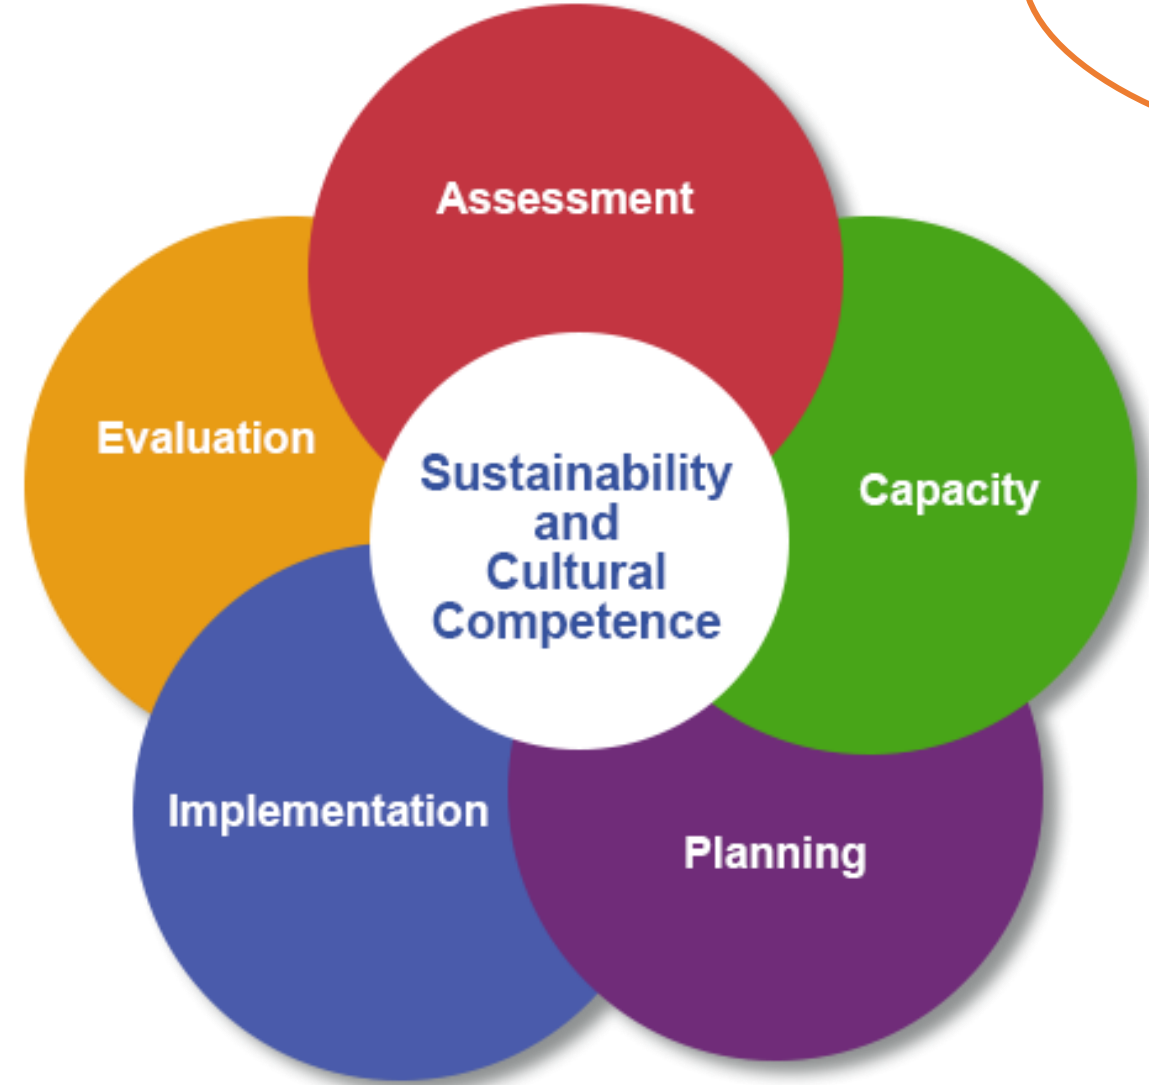 Assessment
Evaluation
Sustainability
and
Cultural
Competence
Capacity
Implementation
Planning